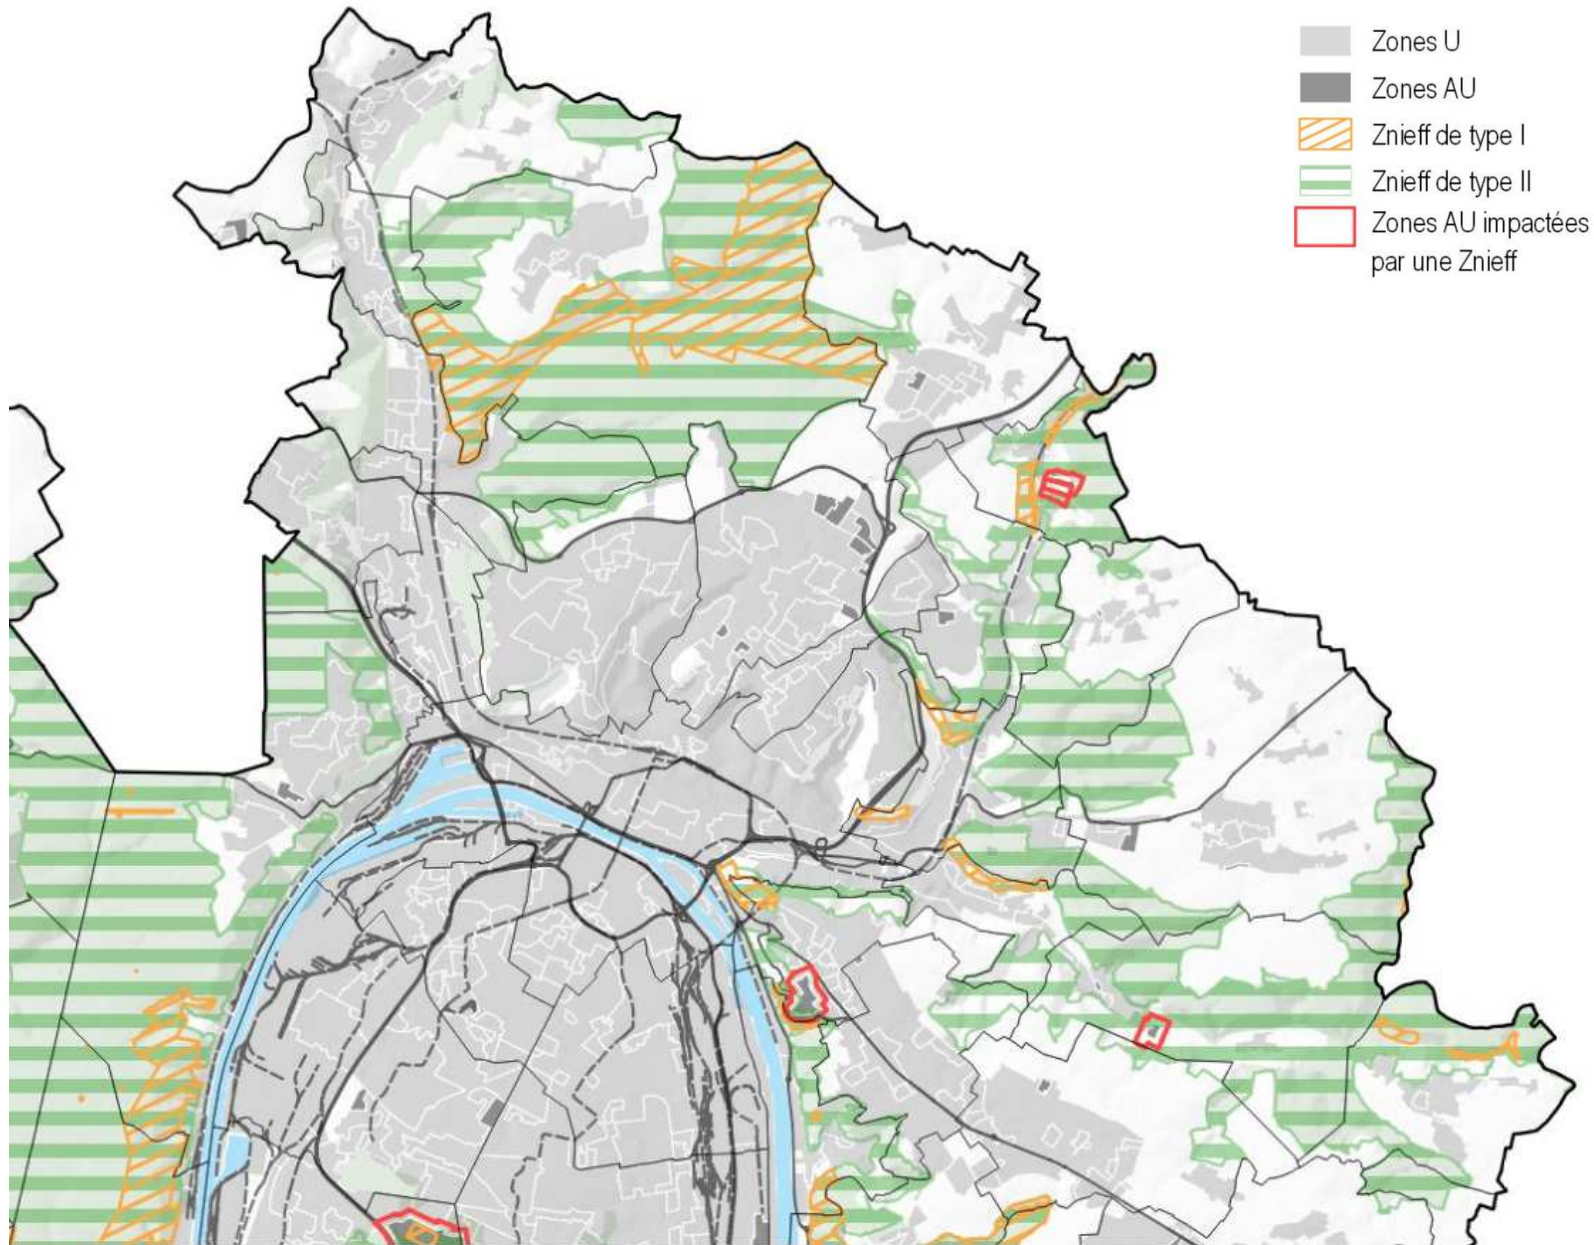 Zones U
Zones AU
Znieff de type I
Znieff de type II
Zones AU impactées
par une Znieff